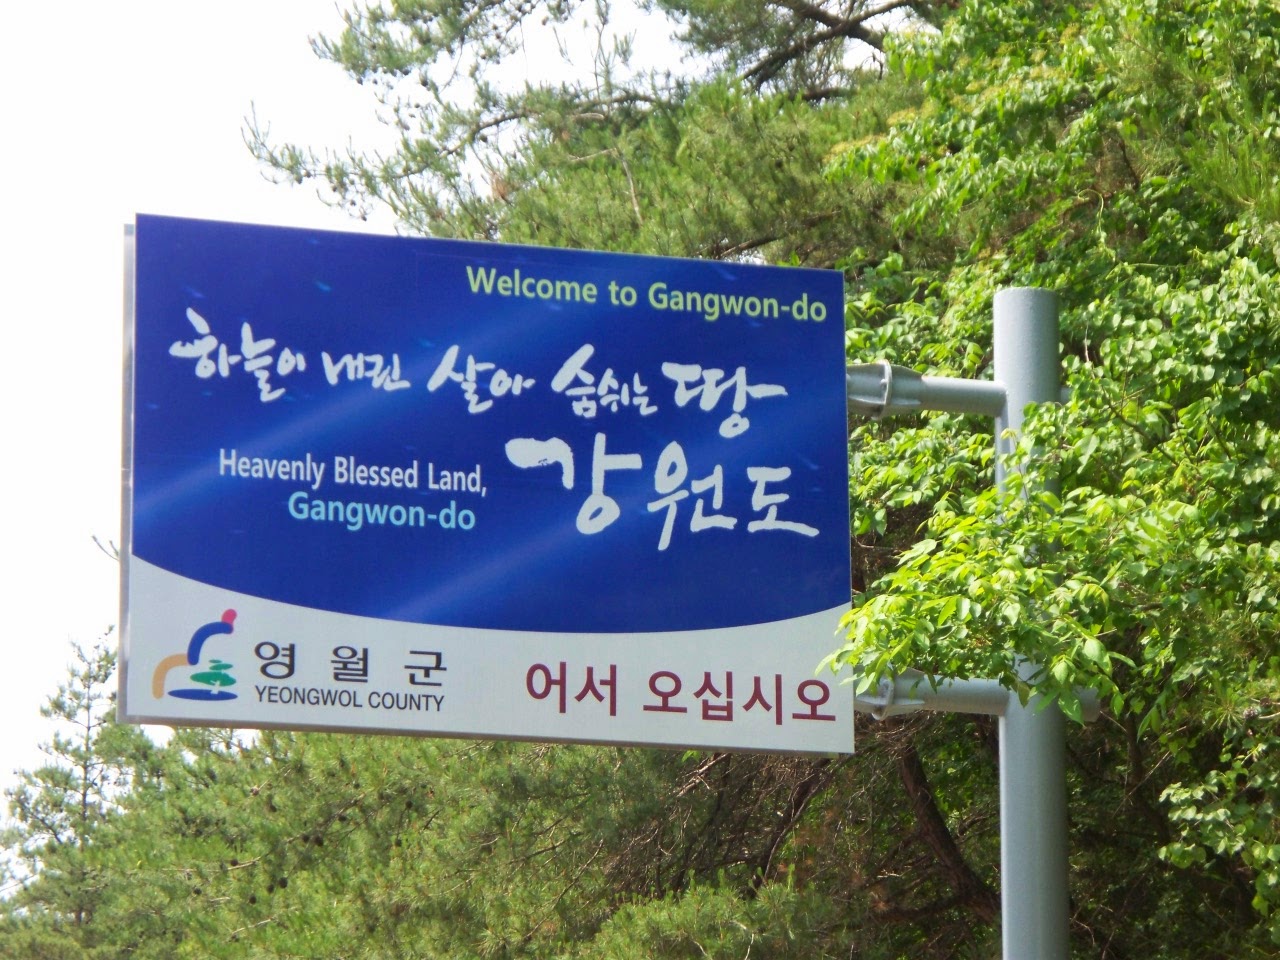 Welcome to Gangwon-do
하늘이 내린 살아 숨쉬는 땅
강원도
Heavenly Blessed Land,
Gangwon-do
영월군
YEONGWOL COUNTY
어서 오십시오